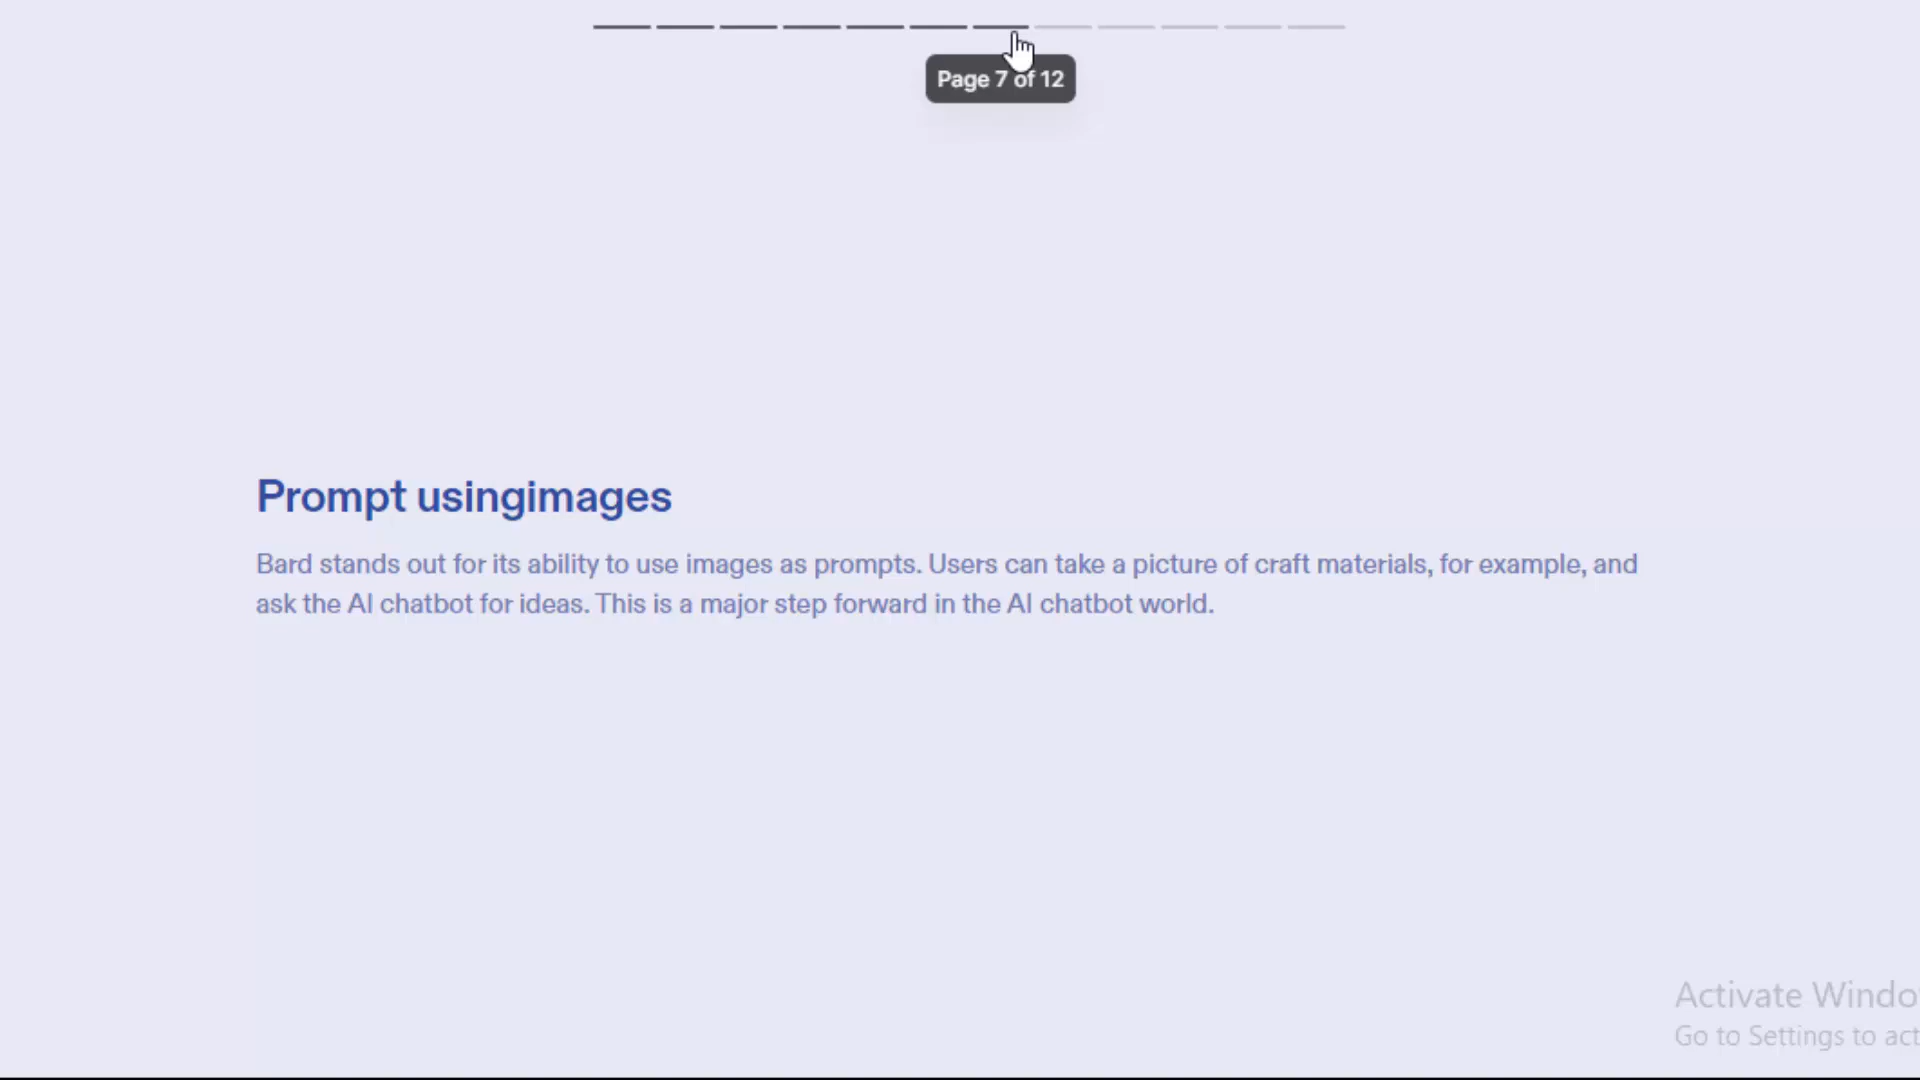 Page 7 of 12
Prompt usingimages
Bard stands out for its ability to use images as prompts. Users can take a picture of craft materials, for example, and
ask the AI chatbot for ideas. This is a major step forward in the AI chatbot world.
Activate Windo
Go to Settings to act